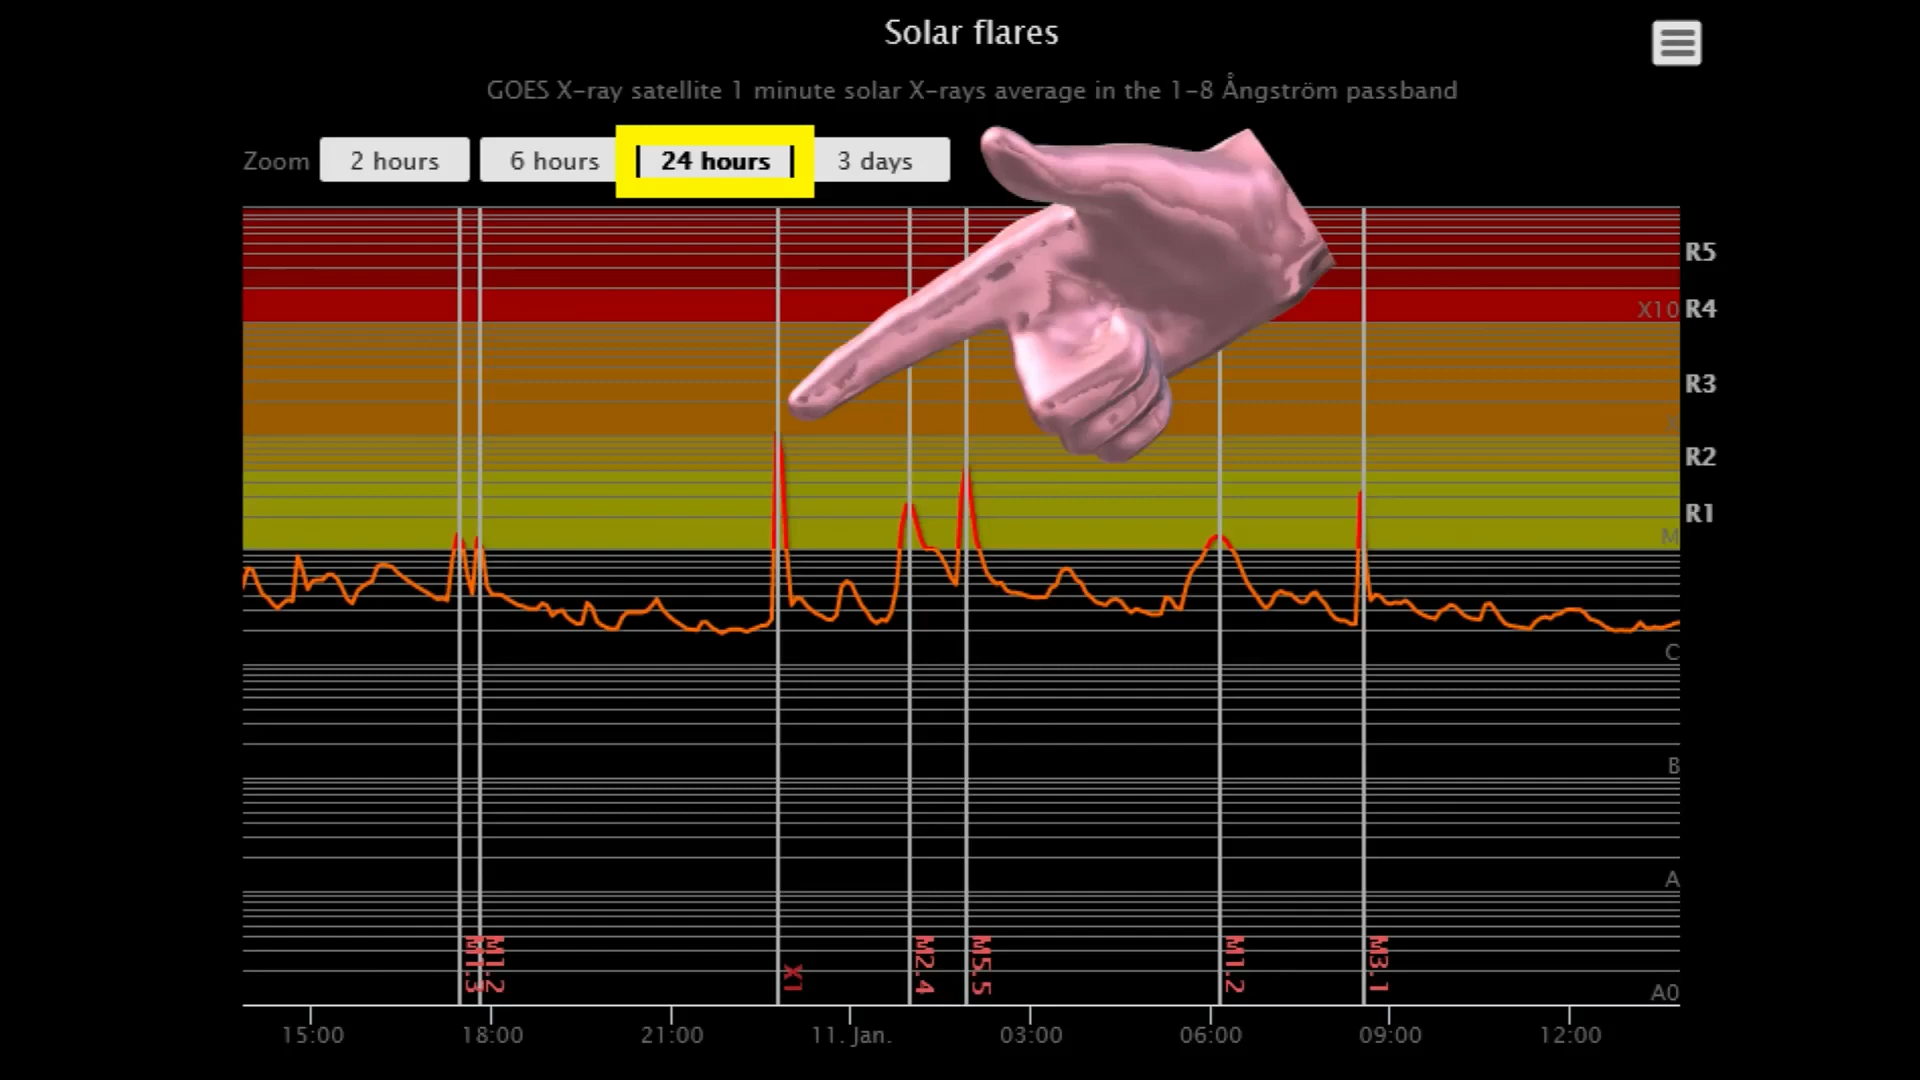 Solar flares
GOES X-ray satellite 1 minute solar X-rays average in the 1-8 Ångström passband
Zoom 2 hours 6 hours 24 hours 3 days
R5
X10 R4
R3
R2
R1
M
C
B
A
M1.3 M1.2 X1 M2.4 M5.5 M1.2 M3.1
A0
15:00 18:00 21:00 11. Jan. 03:00 06:00 09:00 12:00